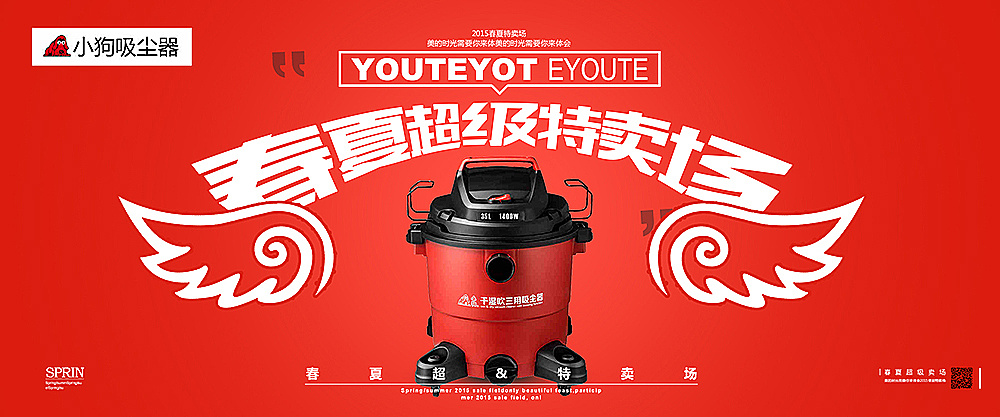 小狗吸尘器
2015春夏特卖场
美的时光需要你来体美的时光需要你来体会
YOUTEYOT EYOUTE
春夏超级特卖场
35L 1400W
干湿吹三用吸尘器
春夏超&特卖场
Spring/summer 2015 sale fieldonly beautiful feast,particip
mer 2015 sale field, onl
SPRIN
春夏超级卖场